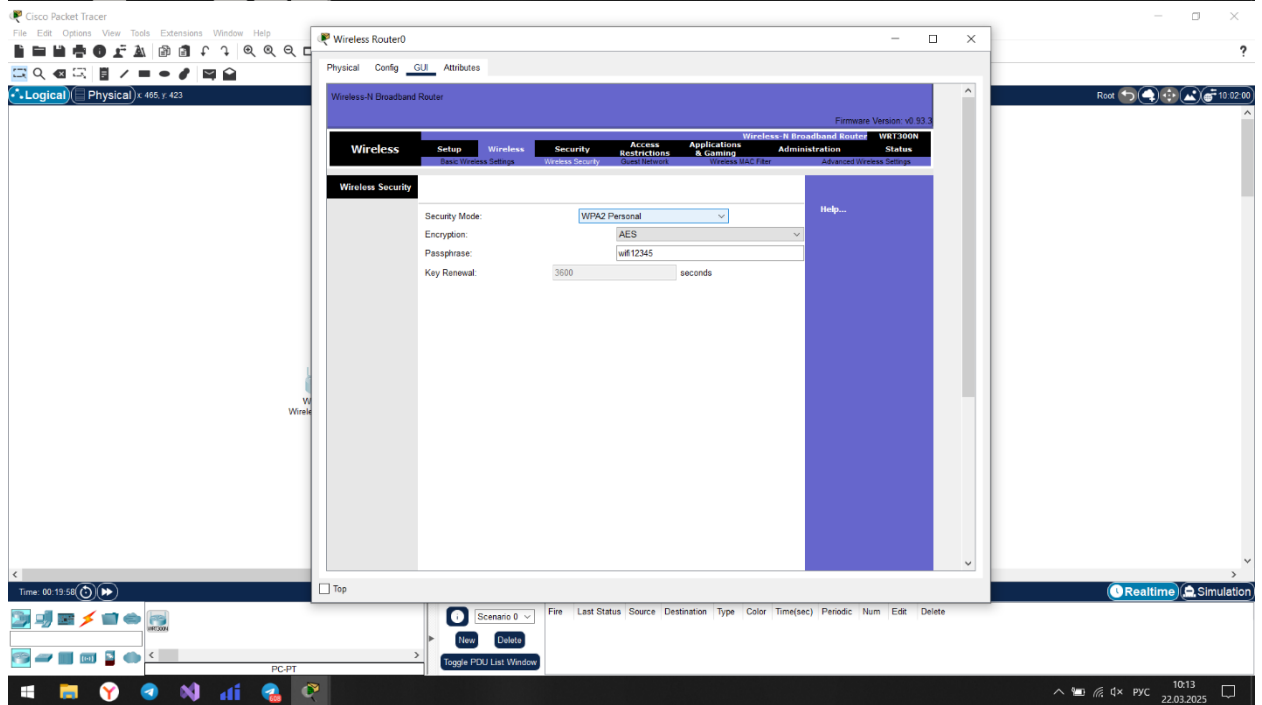 Cisco Packet Tracer
File Edit Options View Tools Extensions Window Help
?
Logical Physical x: 465, y: 423
Root 10:02:00
Wireless Router0
Physical Config GUI Attributes
Wireless-N Broadband Router
Firmware Version: v0.93.3
Wireless-N Broadband Router WRT300N
Wireless
Setup Wireless Security Access Restrictions Applications & Gaming Administration Status
Basic Wireless Settings Wireless Security Guest Network Wireless MAC Filter Advanced Wireless Settings
Wireless Security
Help...
Security Mode: WPA2 Personal
Encryption: AES
Passphrase: wifi12345
Key Renewal: 3600 seconds
W
Wirele
Top
Time: 00:19:58
Realtime Simulation
WRT300N
PC-PT
Scenario 0
New Delete
Toggle PDU List Window
Fire Last Status Source Destination Type Color Time(sec) Periodic Num Edit Delete
РУС
10:13
22.03.2025